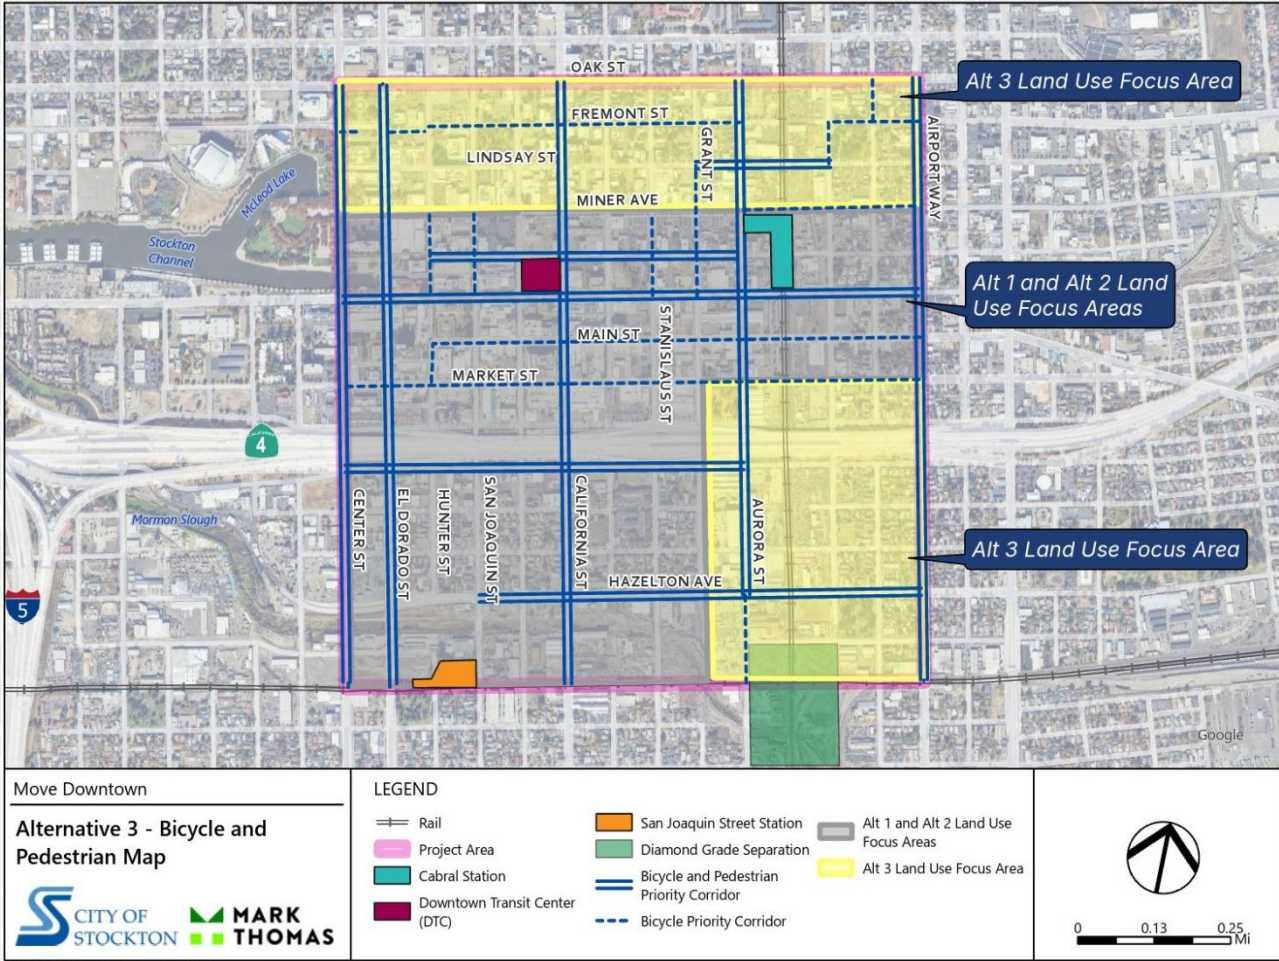 OAK ST
Alt 3 Land Use Focus Area
FREMONT ST
GRANT ST
AIRPORT WAY
LINDSAY ST
McLeod Lake
MINER AVE
Stockton
Channel
Alt 1 and Alt 2 Land
Use Focus Areas
STANISLAUS ST
MAIN ST
MARKET ST
CALIFORNIA
4
CENTER ST
EL DORADO ST
HUNTER ST
SAN JOAQUIN ST
CALIFORNIA ST
AURORA ST
Mormon Slough
Alt 3 Land Use Focus Area
HAZELTON AVE
5
Google
Move Downtown
Alternative 3 - Bicycle and
Pedestrian Map
CITY OF
STOCKTON
MARK
THOMAS
LEGEND
Rail
Project Area
Cabral Station
Downtown Transit Center
(DTC)
San Joaquin Street Station
Diamond Grade Separation
Bicycle and Pedestrian
Priority Corridor
Bicycle Priority Corridor
Alt 1 and Alt 2 Land Use
Focus Areas
Alt 3 Land Use Focus Area
0 0.13 0.25
Mi